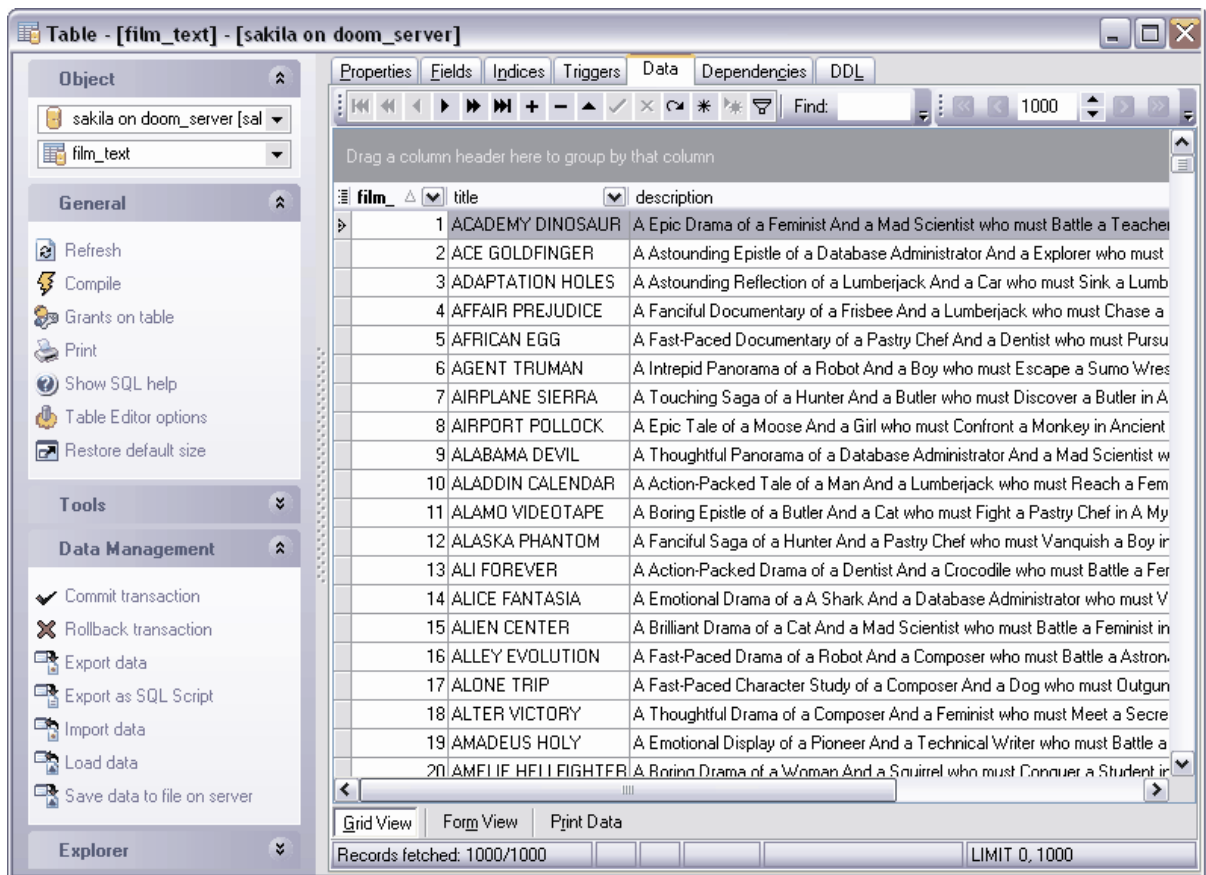 Table - [film_text] - [sakila on doom_server]
Object
sakila on doom_server [sal
film_text
General
Refresh
Compile
Grants on table
Print
Show SQL help
Table Editor options
Restore default size
Tools
Data Management
Commit transaction
Rollback transaction
Export data
Export as SQL Script
Import data
Load data
Save data to file on server
Explorer
Properties Fields Indices Triggers Data Dependencies DDL
Find: 1000
Drag a column header here to group by that column
film_ title description
1 ACADEMY DINOSAUR A Epic Drama of a Feminist And a Mad Scientist who must Battle a Teacher
2 ACE GOLDFINGER A Astounding Epistle of a Database Administrator And a Explorer who must
3 ADAPTATION HOLES A Astounding Reflection of a Lumberjack And a Car who must Sink a Lumb
4 AFFAIR PREJUDICE A Fanciful Documentary of a Frisbee And a Lumberjack who must Chase a
5 AFRICAN EGG A Fast-Paced Documentary of a Pastry Chef And a Dentist who must Pursu
6 AGENT TRUMAN A Intrepid Panorama of a Robot And a Boy who must Escape a Sumo Wres
7 AIRPLANE SIERRA A Touching Saga of a Hunter And a Butler who must Discover a Butler in A
8 AIRPORT POLLOCK A Epic Tale of a Moose And a Girl who must Confront a Monkey in Ancient
9 ALABAMA DEVIL A Thoughtful Panorama of a Database Administrator And a Mad Scientist w
10 ALADDIN CALENDAR A Action-Packed Tale of a Man And a Lumberjack who must Reach a Fem
11 ALAMO VIDEOTAPE A Boring Epistle of a Butler And a Cat who must Fight a Pastry Chef in A My
12 ALASKA PHANTOM A Fanciful Saga of a Hunter And a Pastry Chef who must Vanquish a Boy ir
13 ALI FOREVER A Action-Packed Drama of a Dentist And a Crocodile who must Battle a Fer
14 ALICE FANTASIA A Emotional Drama of a A Shark And a Database Administrator who must V
15 ALIEN CENTER A Brilliant Drama of a Cat And a Mad Scientist who must Battle a Feminist in
16 ALLEY EVOLUTION A Fast-Paced Drama of a Robot And a Composer who must Battle a Astron
17 ALONE TRIP A Fast-Paced Character Study of a Composer And a Dog who must Outgun
18 ALTER VICTORY A Thoughtful Drama of a Composer And a Feminist who must Meet a Secre
19 AMADEUS HOLY A Emotional Display of a Pioneer And a Technical Writer who must Battle a
20 AMELIE HELLFIGHTER A Boring Drama of a Woman And a Squirrel who must Conquer a Student ir
Grid View Form View Print Data
Records fetched: 1000/1000 LIMIT 0, 1000